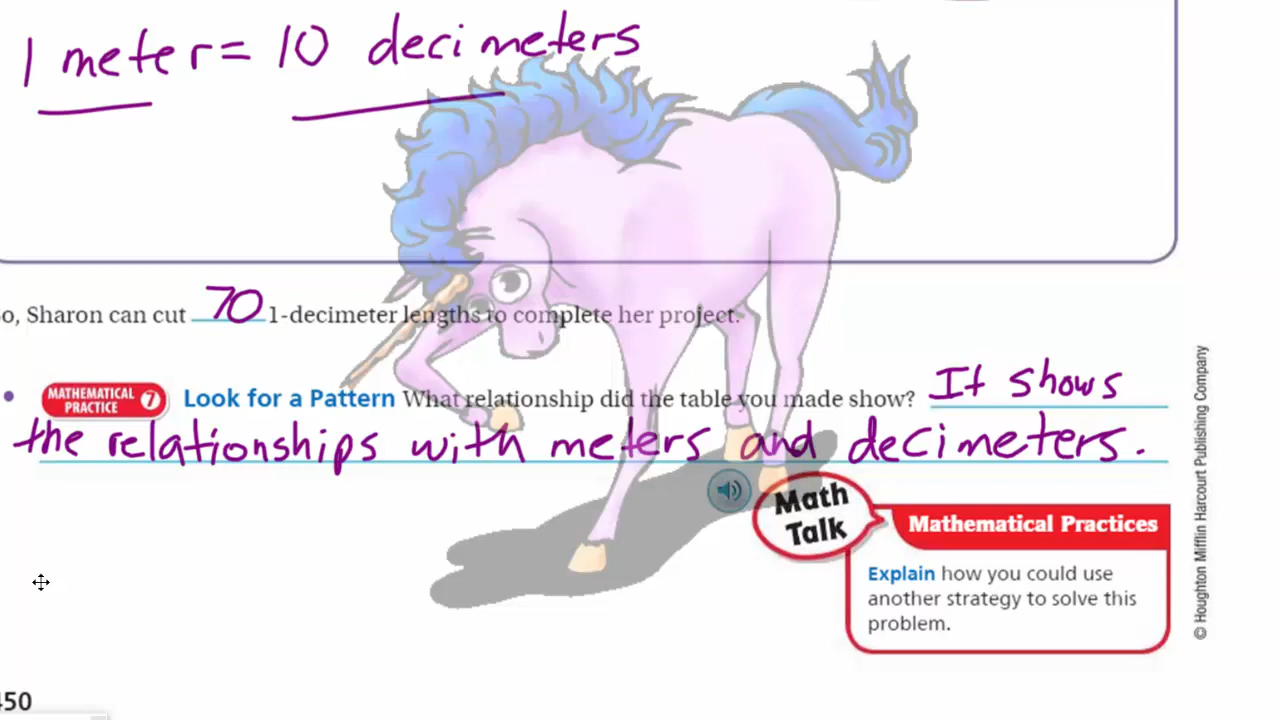 1 meter = 10 decimeters
o, Sharon can cut 70 1-decimeter lengths to complete her project.
MATHEMATICAL PRACTICE 7 Look for a Pattern What relationship did the table you made show? It shows
the relationships with meters and decimeters.
Math Talk
Mathematical Practices
Explain how you could use
another strategy to solve this
problem.
© Houghton Mifflin Harcourt Publishing Company
450